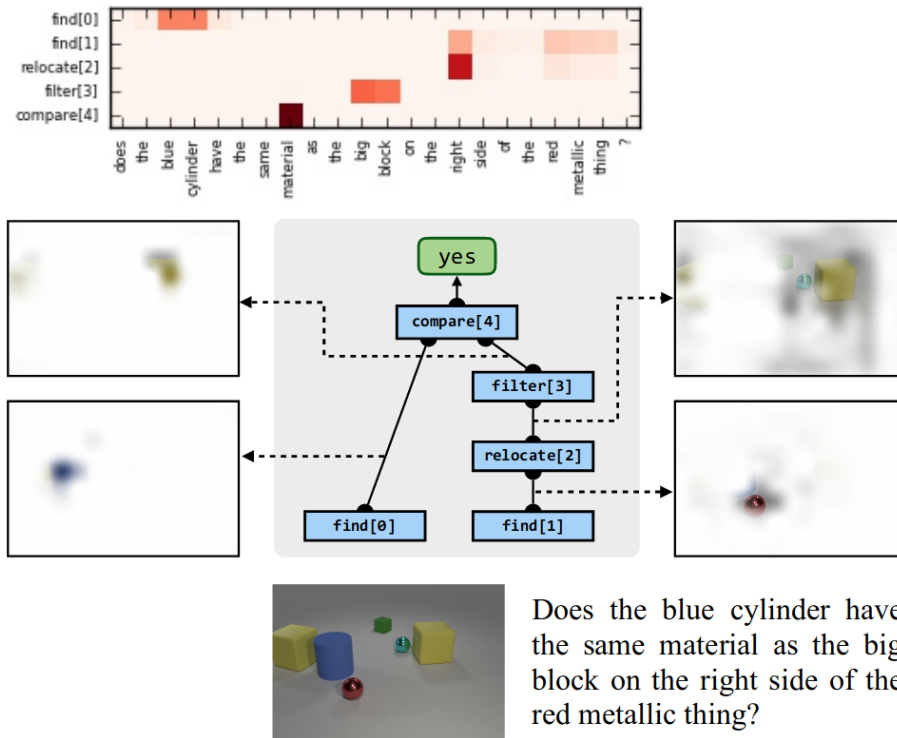 find[0]
find[1]
relocate[2]
filter[3]
compare[4]
does
the
blue
cylinder
have
the
same
material
as
the
big
block
on
the
right
side
of
the
red
metallic
thing
?
yes
compare[4]
filter[3]
relocate[2]
find[0]
find[1]
Does the blue cylinder have
the same material as the big
block on the right side of the
red metallic thing?